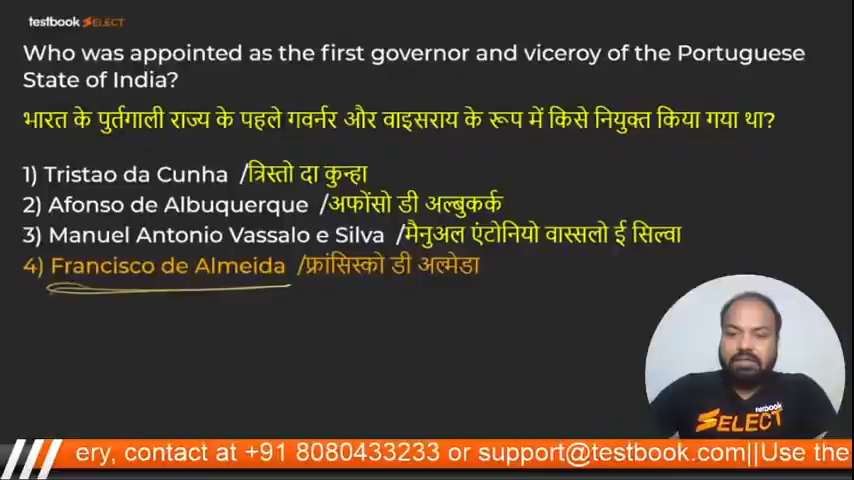 testbook SELECT
Who was appointed as the first governor and viceroy of the Portuguese
State of India?
भारत के पुर्तगाली राज्य के पहले गवर्नर और वाइसराय के रूप में किसे नियुक्त किया गया था?
1) Tristao da Cunha /त्रिस्तो दा कुन्हा
2) Afonso de Albuquerque /अफोंसो डी अल्बुकर्क
3) Manuel Antonio Vassalo e Silva /मैनुअल एंटोनियो वास्सलो ई सिल्वा
4) Francisco de Almeida /फ्रांसिस्को डी अल्मेडा
testbook
SELECT
ery, contact at +91 8080433233 or support@testbook.com||Use the